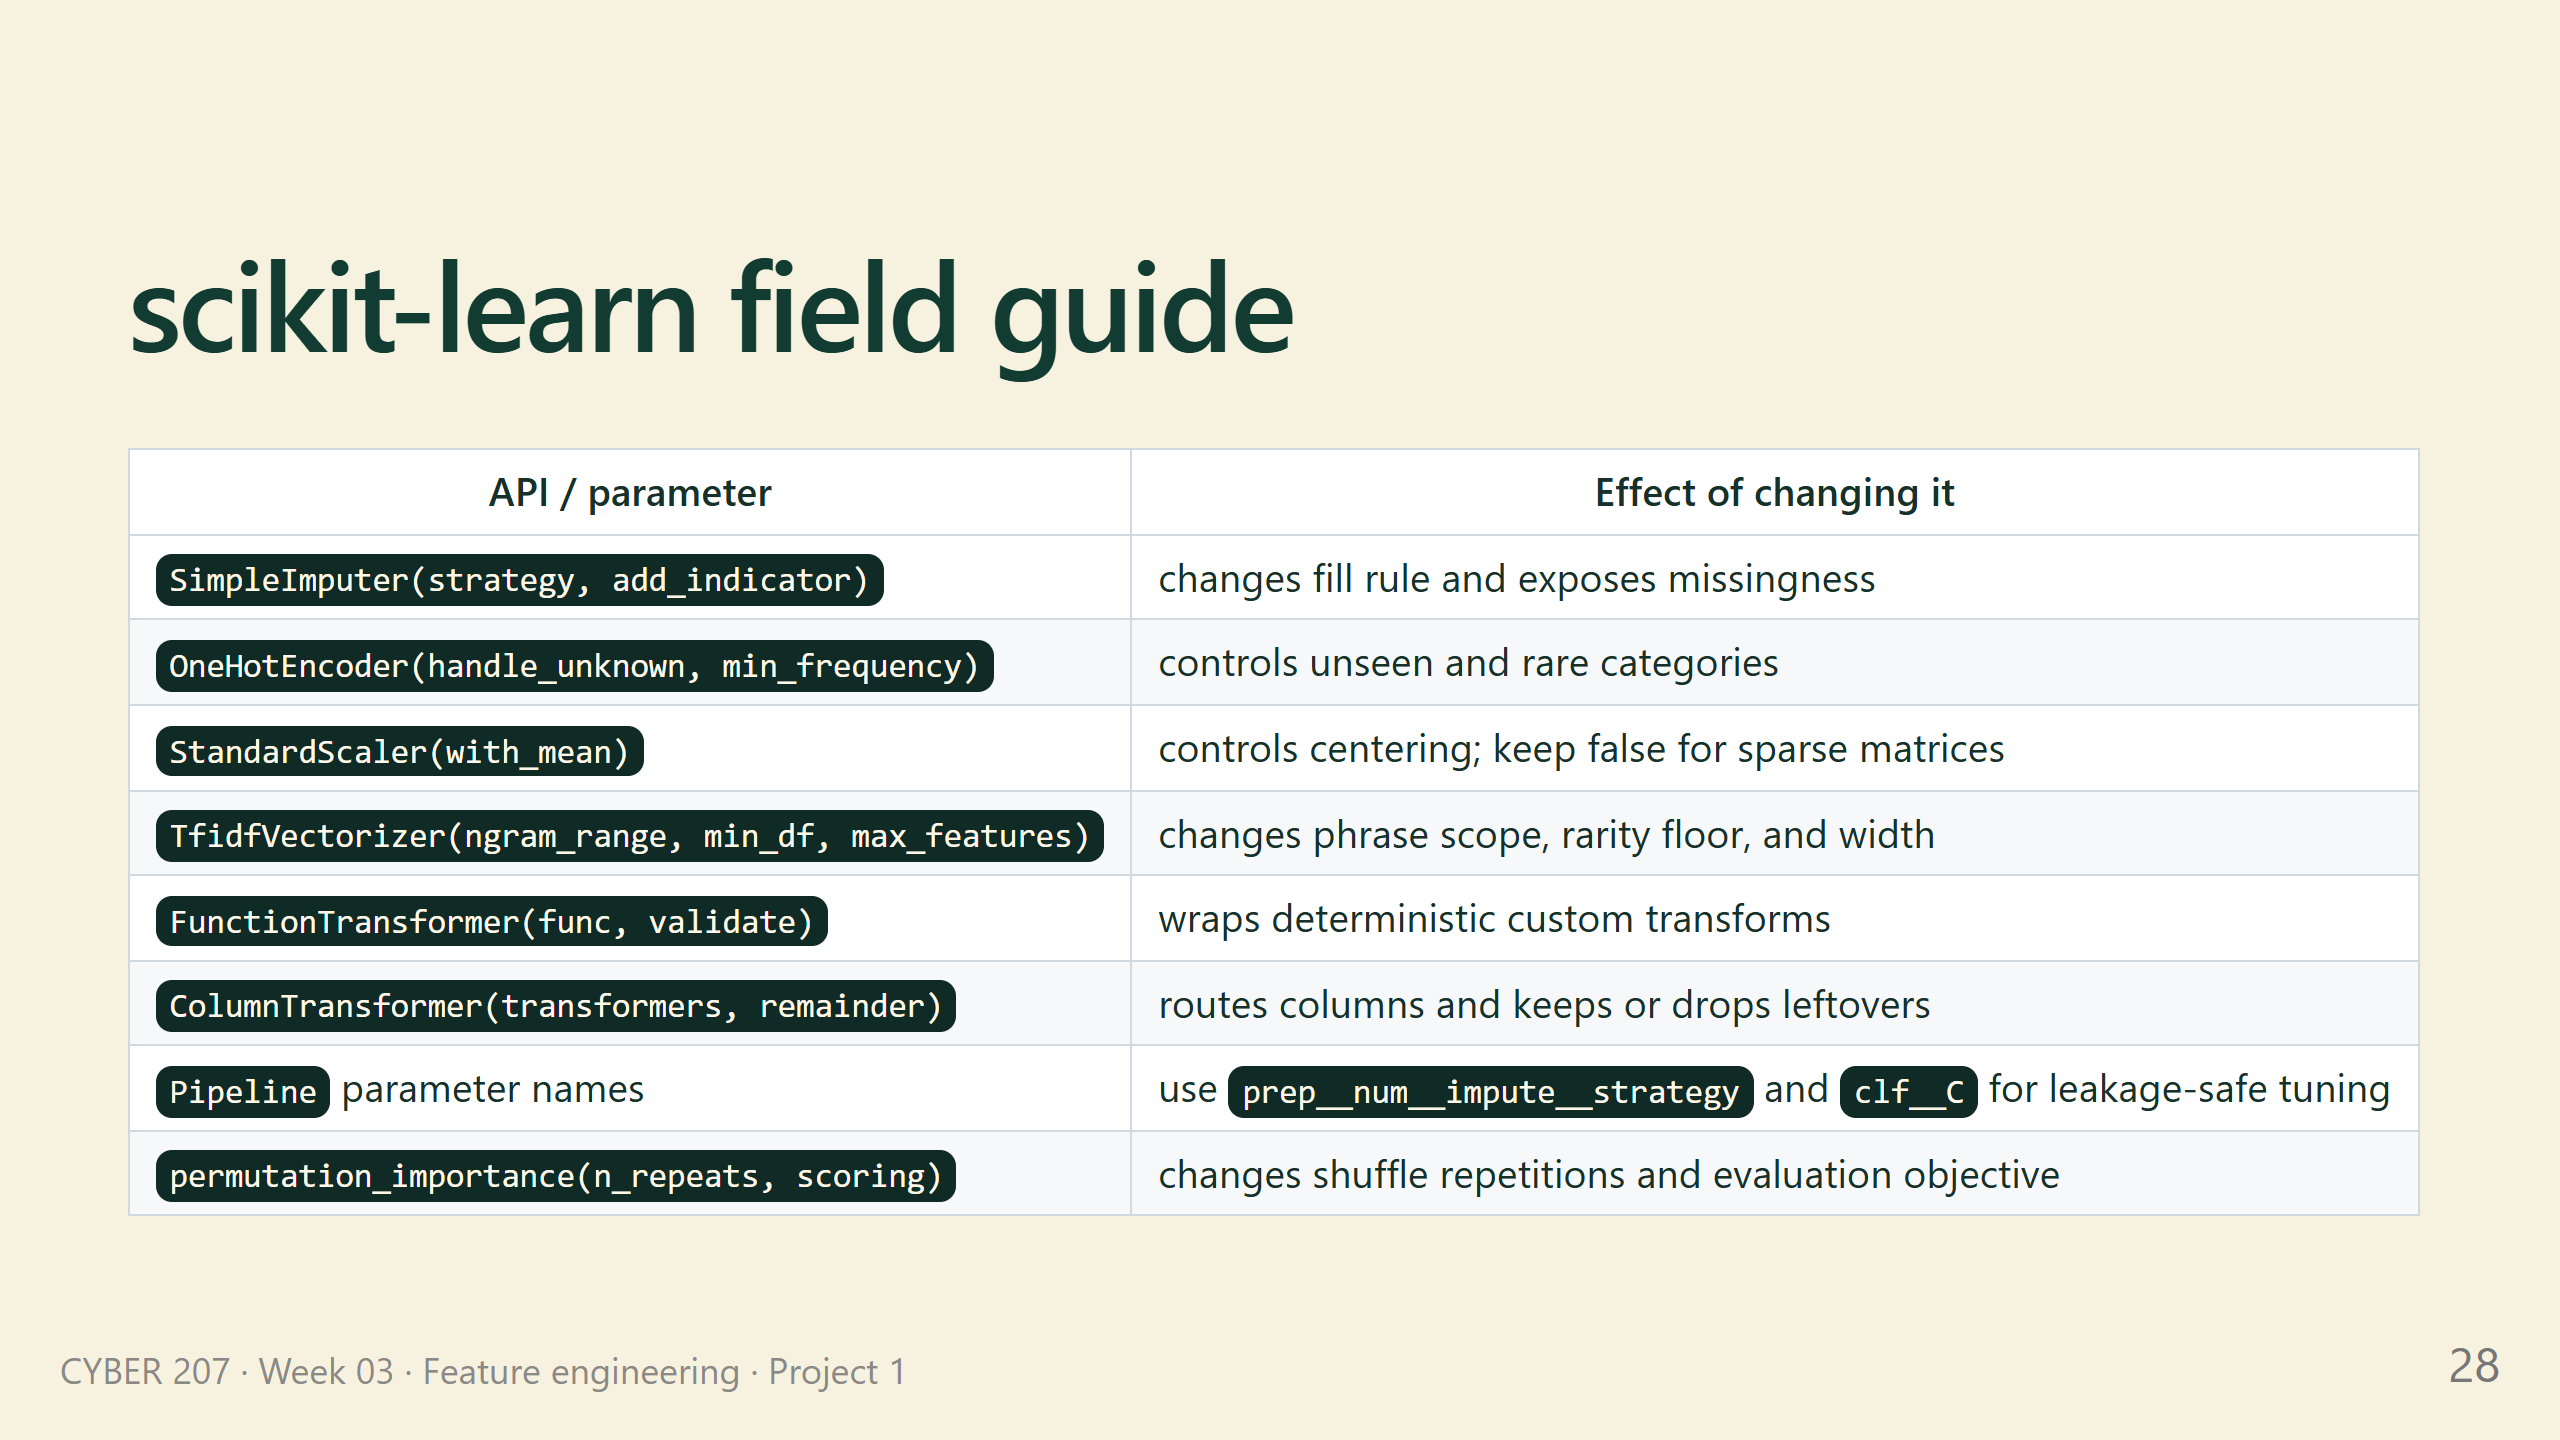 scikit-learn field guide
API / parameter Effect of changing it
SimpleImputer(strategy, add_indicator) changes fill rule and exposes missingness
OneHotEncoder(handle_unknown, min_frequency) controls unseen and rare categories
StandardScaler(with_mean) controls centering; keep false for sparse matrices
TfidfVectorizer(ngram_range, min_df, max_features) changes phrase scope, rarity floor, and width
FunctionTransformer(func, validate) wraps deterministic custom transforms
ColumnTransformer(transformers, remainder) routes columns and keeps or drops leftovers
Pipeline parameter names use prep__num__impute__strategy and clf__C for leakage-safe tuning
permutation_importance(n_repeats, scoring) changes shuffle repetitions and evaluation objective
CYBER 207 · Week 03 · Feature engineering · Project 1 28